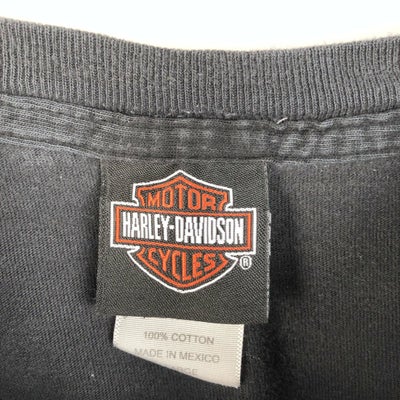 MOTOR
HARLEY-DAVIDSON
CYCLES
®
100% COTTON
MADE IN MEXICO